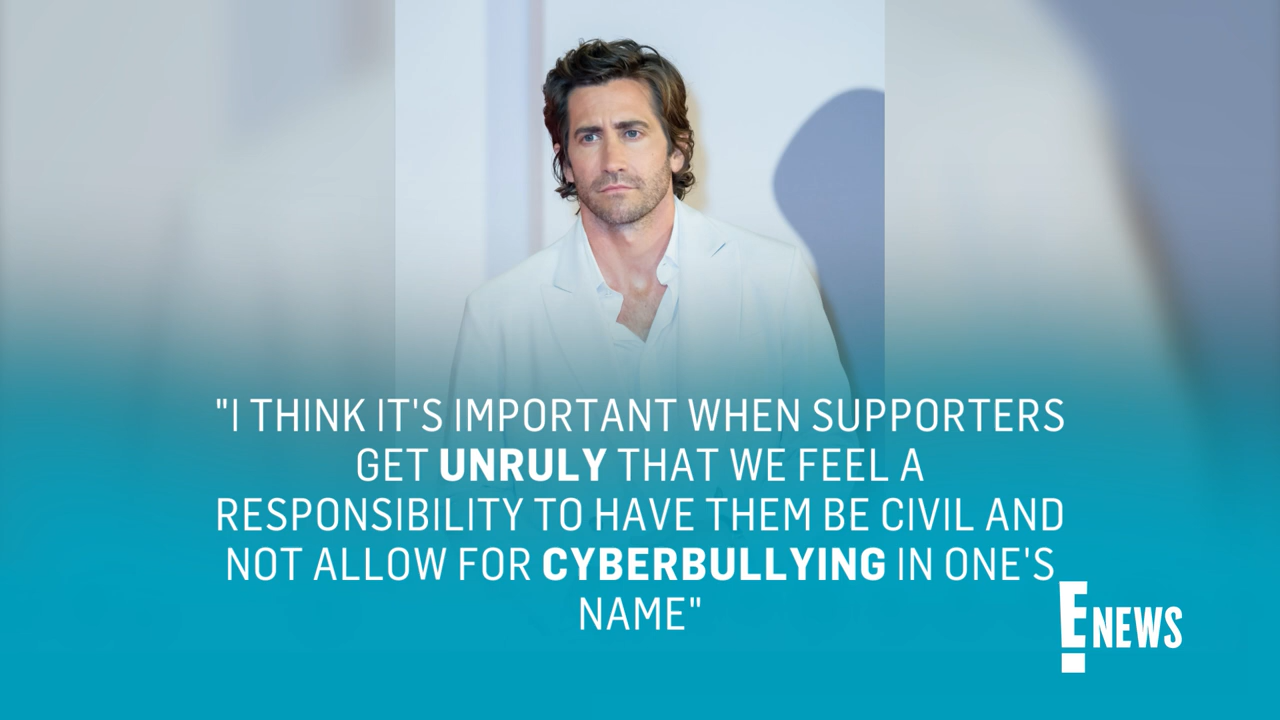 "I THINK IT'S IMPORTANT WHEN SUPPORTERS
GET UNRULY THAT WE FEEL A
RESPONSIBILITY TO HAVE THEM BE CIVIL AND
NOT ALLOW FOR CYBERBULLYING IN ONE'S
NAME"
E NEWS